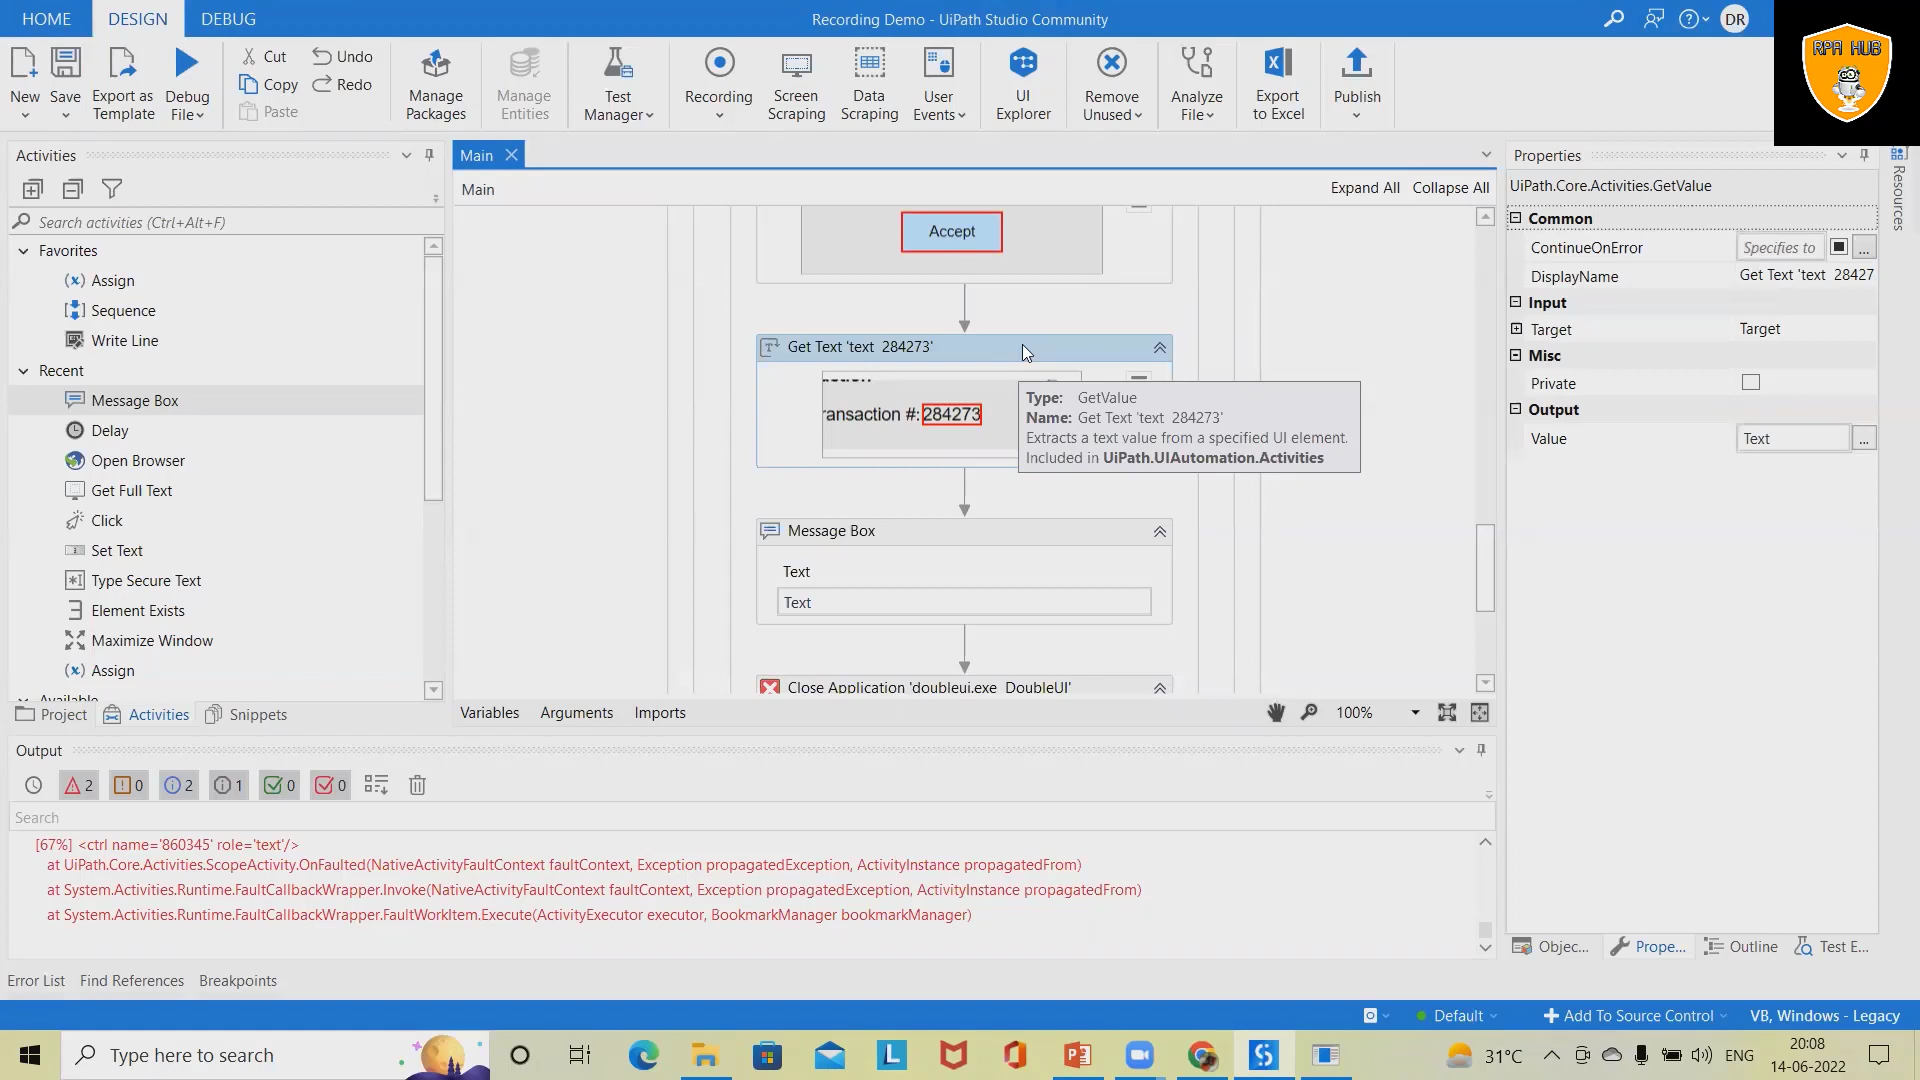 HOME
DESIGN
DEBUG
Recording Demo - UiPath Studio Community
DR
RPA HUB
New
Save
Export as Template
Debug File
Cut
Copy
Paste
Undo
Redo
Manage Packages
Manage Entities
Test Manager
Recording
Screen Scraping
Data Scraping
User Events
UI Explorer
Remove Unused
Analyze File
Export to Excel
Publish
Activities
Search activities (Ctrl+Alt+F)
Favorites
Assign
Sequence
Write Line
Recent
Message Box
Delay
Open Browser
Get Full Text
Click
Set Text
Type Secure Text
Element Exists
Maximize Window
Assign
Available
Project
Activities
Snippets
Main
Main
Expand All
Collapse All
Accept
Get Text 'text 284273'
ransaction #: 284273
Type: GetValue
Name: Get Text 'text 284273'
Extracts a text value from a specified UI element.
Included in UiPath.UIAutomation.Activities
Message Box
Text
Text
Close Application 'doubleui.exe DoubleUI'
Variables
Arguments
Imports
100%
Properties
UiPath.Core.Activities.GetValue
Common
ContinueOnError Specifies to ...
DisplayName Get Text 'text 28427
Input
Target Target
Misc
Private
Output
Value Text ...
Resources
Objec...
Prope...
Outline
Test E...
Output
2
0
2
1
0
0
Search
[67%] <ctrl name='860345' role='text'/>
at UiPath.Core.Activities.ScopeActivity.OnFaulted(NativeActivityFaultContext faultContext, Exception propagatedException, ActivityInstance propagatedFrom)
at System.Activities.Runtime.FaultCallbackWrapper.Invoke(NativeActivityFaultContext faultContext, Exception propagatedException, ActivityInstance propagatedFrom)
at System.Activities.Runtime.FaultCallbackWrapper.FaultWorkItem.Execute(ActivityExecutor executor, BookmarkManager bookmarkManager)
Error List
Find References
Breakpoints
Default
Add To Source Control
VB, Windows - Legacy
Type here to search
31°C
ENG
20:08
14-06-2022